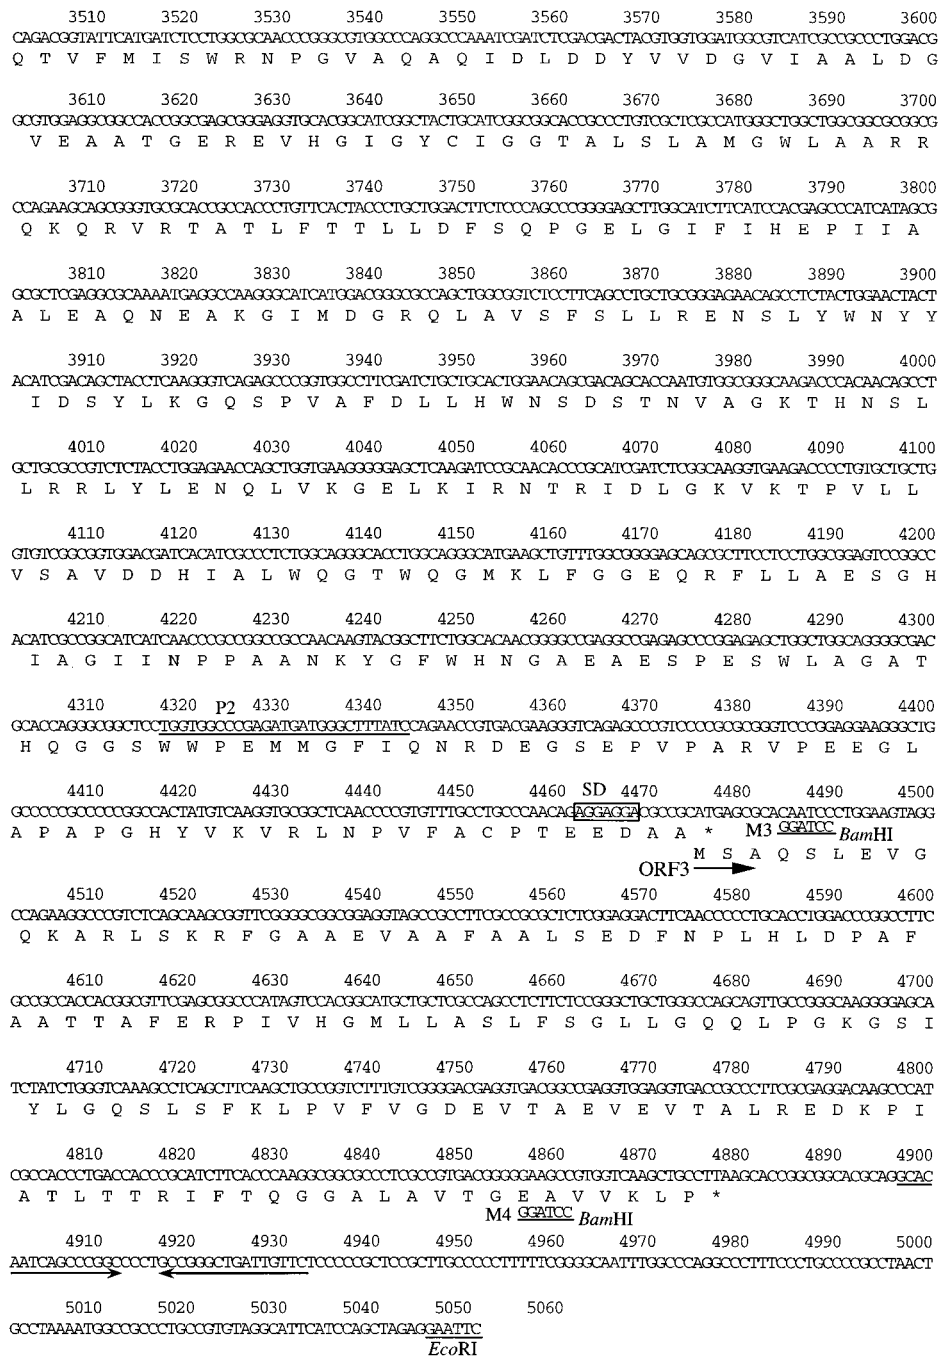 3510 3520 3530 3540 3550 3560 3570 3580 3590 3600
CAGACGGTATTCATGATCTCCTGGCGCAACCCGGGCGTGGCCCAGGCCCAAATCGATCTCGACGACTACGTGGTGGATGGCGTCATCGCCGCCCTGGACG
Q T V F M I S W R N P G V A Q A Q I D L D D Y V V D G V I A A L D G
3610 3620 3630 3640 3650 3660 3670 3680 3690 3700
GCGTGGAGGCGGCCACCGGCGAGCGGGAGGTGCACGGCATCGGCTACTGCATCGGCGGCACCGCCCTGTCGCTCGCCATGGGCTGGCTGGCGGCGCGGCG
V E A A T G E R E V H G I G Y C I G G T A L S L A M G W L A A R R
3710 3720 3730 3740 3750 3760 3770 3780 3790 3800
CCAGAAGCAGCGGGTGCGCACCGCCACCCTGTTCACTACCCTGCTGGACTTCTCCCAGCCCGGGGAGCTTGGCATCTTCATCCACGAGCCCATCATAGCG
Q K Q R V R T A T L F T T L L D F S Q P G E L G I F I H E P I I A
3810 3820 3830 3840 3850 3860 3870 3880 3890 3900
GCGCTCGAGGCGCAAAATGAGGCCAAGGGCATCATGGACGGGCGCCAGCTGGCGGTCTCCTTCAGCCTGCTGCGGGAGAACAGCCTCTACTGGAACTACT
A L E A Q N E A K G I M D G R Q L A V S F S L L R E N S L Y W N Y Y
3910 3920 3930 3940 3950 3960 3970 3980 3990 4000
ACATCGACAGCTACCTCAAGGGTCAGAGCCCGGTGGCCTTCGATCTGCTGCACTGGAACAGCGACAGCACCAATGTGGCGGGCAAGACCCACAACAGCCT
I D S Y L K G Q S P V A F D L L H W N S D S T N V A G K T H N S L
4010 4020 4030 4040 4050 4060 4070 4080 4090 4100
GCTGCGCCGTCTCTACCTGGAGAACCAGCTGGTGAAGGGGGAGCTCAAGATCCGCAACACCCGCATCGATCTCGGCAAGGTGAAGACCCCTGTGCTGCTG
L R R L Y L E N Q L V K G E L K I R N T R I D L G K V K T P V L L
4110 4120 4130 4140 4150 4160 4170 4180 4190 4200
GTGTCGGCGGTGGACGATCACATCGCCCTCTGGCAGGGCACCTGGCAGGGCATGAAGCTGTTTGGCGGGGAGCAGCGCTTCCTCCTGGCGGAGTCCGGCC
V S A V D D H I A L W Q G T W Q G M K L F G G E Q R F L L A E S G H
4210 4220 4230 4240 4250 4260 4270 4280 4290 4300
ACATCGCCGGCATCATCAACCCGCCGGCCGCCAACAAGTACGGCTTCTGGCACAACGGGGCCGAGGCCGAGAGCCCGGAGAGCTGGCTGGCAGGGGCGAC
I A G I I N P P A A N K Y G F W H N G A E A E S P E S W L A G A T
4310 4320 P2 4330 4340 4350 4360 4370 4380 4390 4400
GCACCAGGGCGGCTCCTGGTGGCCCGAGATGATGGGCTTTATCCAGAACCGTGACGAAGGGTCAGAGCCCGTCCCCGCGCGGGTCCCGGAGGAAGGGCTG
H Q G G S W W P E M M G F I Q N R D E G S E P V P A R V P E E G L
4410 4420 4430 4440 4450 4460 SD 4470 4480 4490 4500
GCCCCCGCCCCCGGCCACTATGTCAAGGTGCGGCTCAACCCCGTGTTTGCCTGCCCAACAGAGGAGGACGCCGCATGAGCGCACAATCCCTGGAAGTAGG
A P A P G H Y V K V R L N P V F A C P T E E D A A * M3 GGATCC BamHI
ORF3 M S A Q S L E V G
4510 4520 4530 4540 4550 4560 4570 4580 4590 4600
CCAGAAGGCCCGTCTCAGCAAGCGGTTCGGGGCGGCGGAGGTAGCCGCCTTCGCCGCGCTCTCGGAGGACTTCAACCCCCTGCACCTGGACCCGGCCTTC
Q K A R L S K R F G A A E V A A F A A L S E D F N P L H L D P A F
4610 4620 4630 4640 4650 4660 4670 4680 4690 4700
GCCGCCACCACGGCGTTCGAGCGGCCCATAGTCCACGGCATGCTGCTCGCCAGCCTCTTCTCCGGGCTGCTGGGCCAGCAGTTGCCGGGCAAGGGGAGCA
A A T T A F E R P I V H G M L L A S L F S G L L G Q Q L P G K G S I
4710 4720 4730 4740 4750 4760 4770 4780 4790 4800
TCTATCTGGGTCAAAGCCTCAGCTTCAAGCTGCCGGTCTTTGTCGGGGACGAGGTGACGGCCGAGGTGGAGGTGACCGCCCTTCGCGAGGACAAGCCCAT
Y L G Q S L S F K L P V F V G D E V T A E V E V T A L R E D K P I
4810 4820 4830 4840 4850 4860 4870 4880 4890 4900
CGCCACCCTGACCACCCGCATCTTCACCCAAGGCGGCGCCCTCGCCGTGACGGGGGAAGCCGTGGTCAAGCTGCCTTAAGCACCGGCGGCACGCAGGCAC
A T L T T R I F T Q G G A L A V T G E A V V K L P *
M4 GGATCC BamHI
4910 4920 4930 4940 4950 4960 4970 4980 4990 5000
AATCAGCCCCGGCCCCTGCCGGGCTGATTGTTCTCCCCCGCTCCGCTTGCCCCCTTTTTCGGGGCAATTTGGCCCAGGCCCTTTCCCTGCCCCGCCTAACT
5010 5020 5030 5040 5050 5060
GCCTAAAATGGCCGCCCTGCCGTGTAGGCATTCATCCAGCTAGAGGAATTC
EcoRI